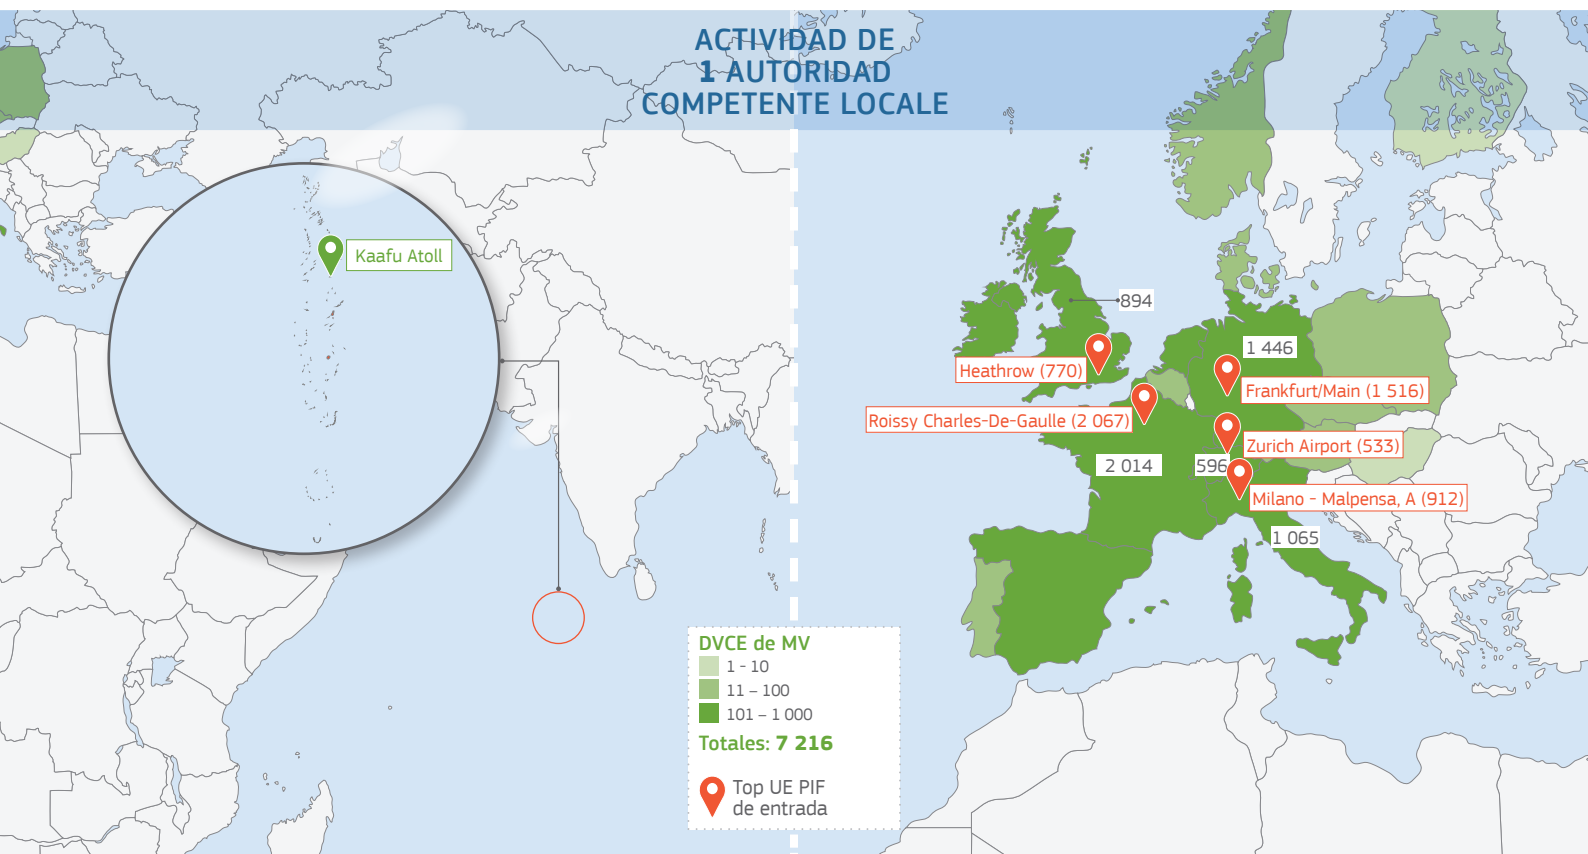 ACTIVIDAD DE
1 AUTORIDAD
COMPETENTE LOCALE
Kaafu Atoll
894
1 446
Heathrow (770)
Frankfurt/Main (1 516)
Roissy Charles-De-Gaulle (2 067)
Zurich Airport (533)
2 014
596
Milano - Malpensa, A (912)
1 065
DVCE de MV
1 - 10
11 – 100
101 – 1 000
Totales: 7 216
Top UE PIF
de entrada